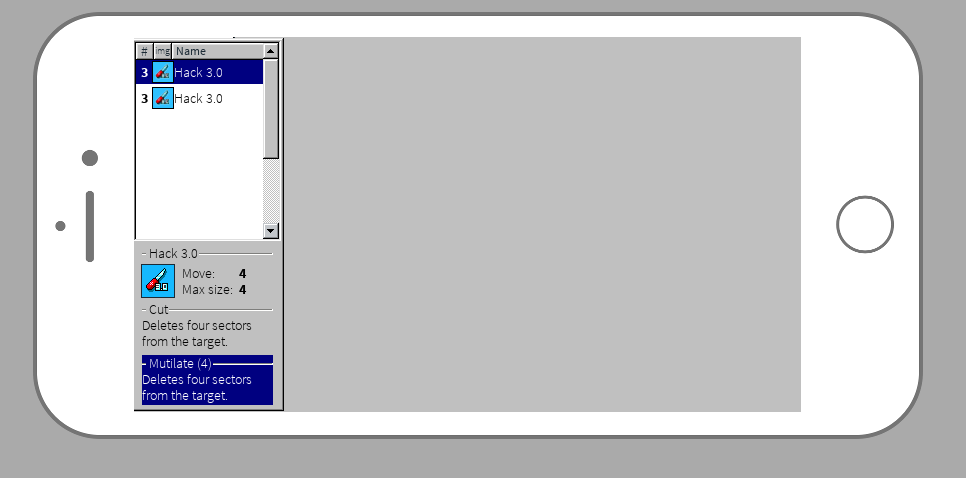 # img Name
3 Hack 3.0
3 Hack 3.0
Hack 3.0
Move: 4
Max size: 4
Cut
Deletes four sectors
from the target.
Mutilate (4)
Deletes four sectors
from the target.